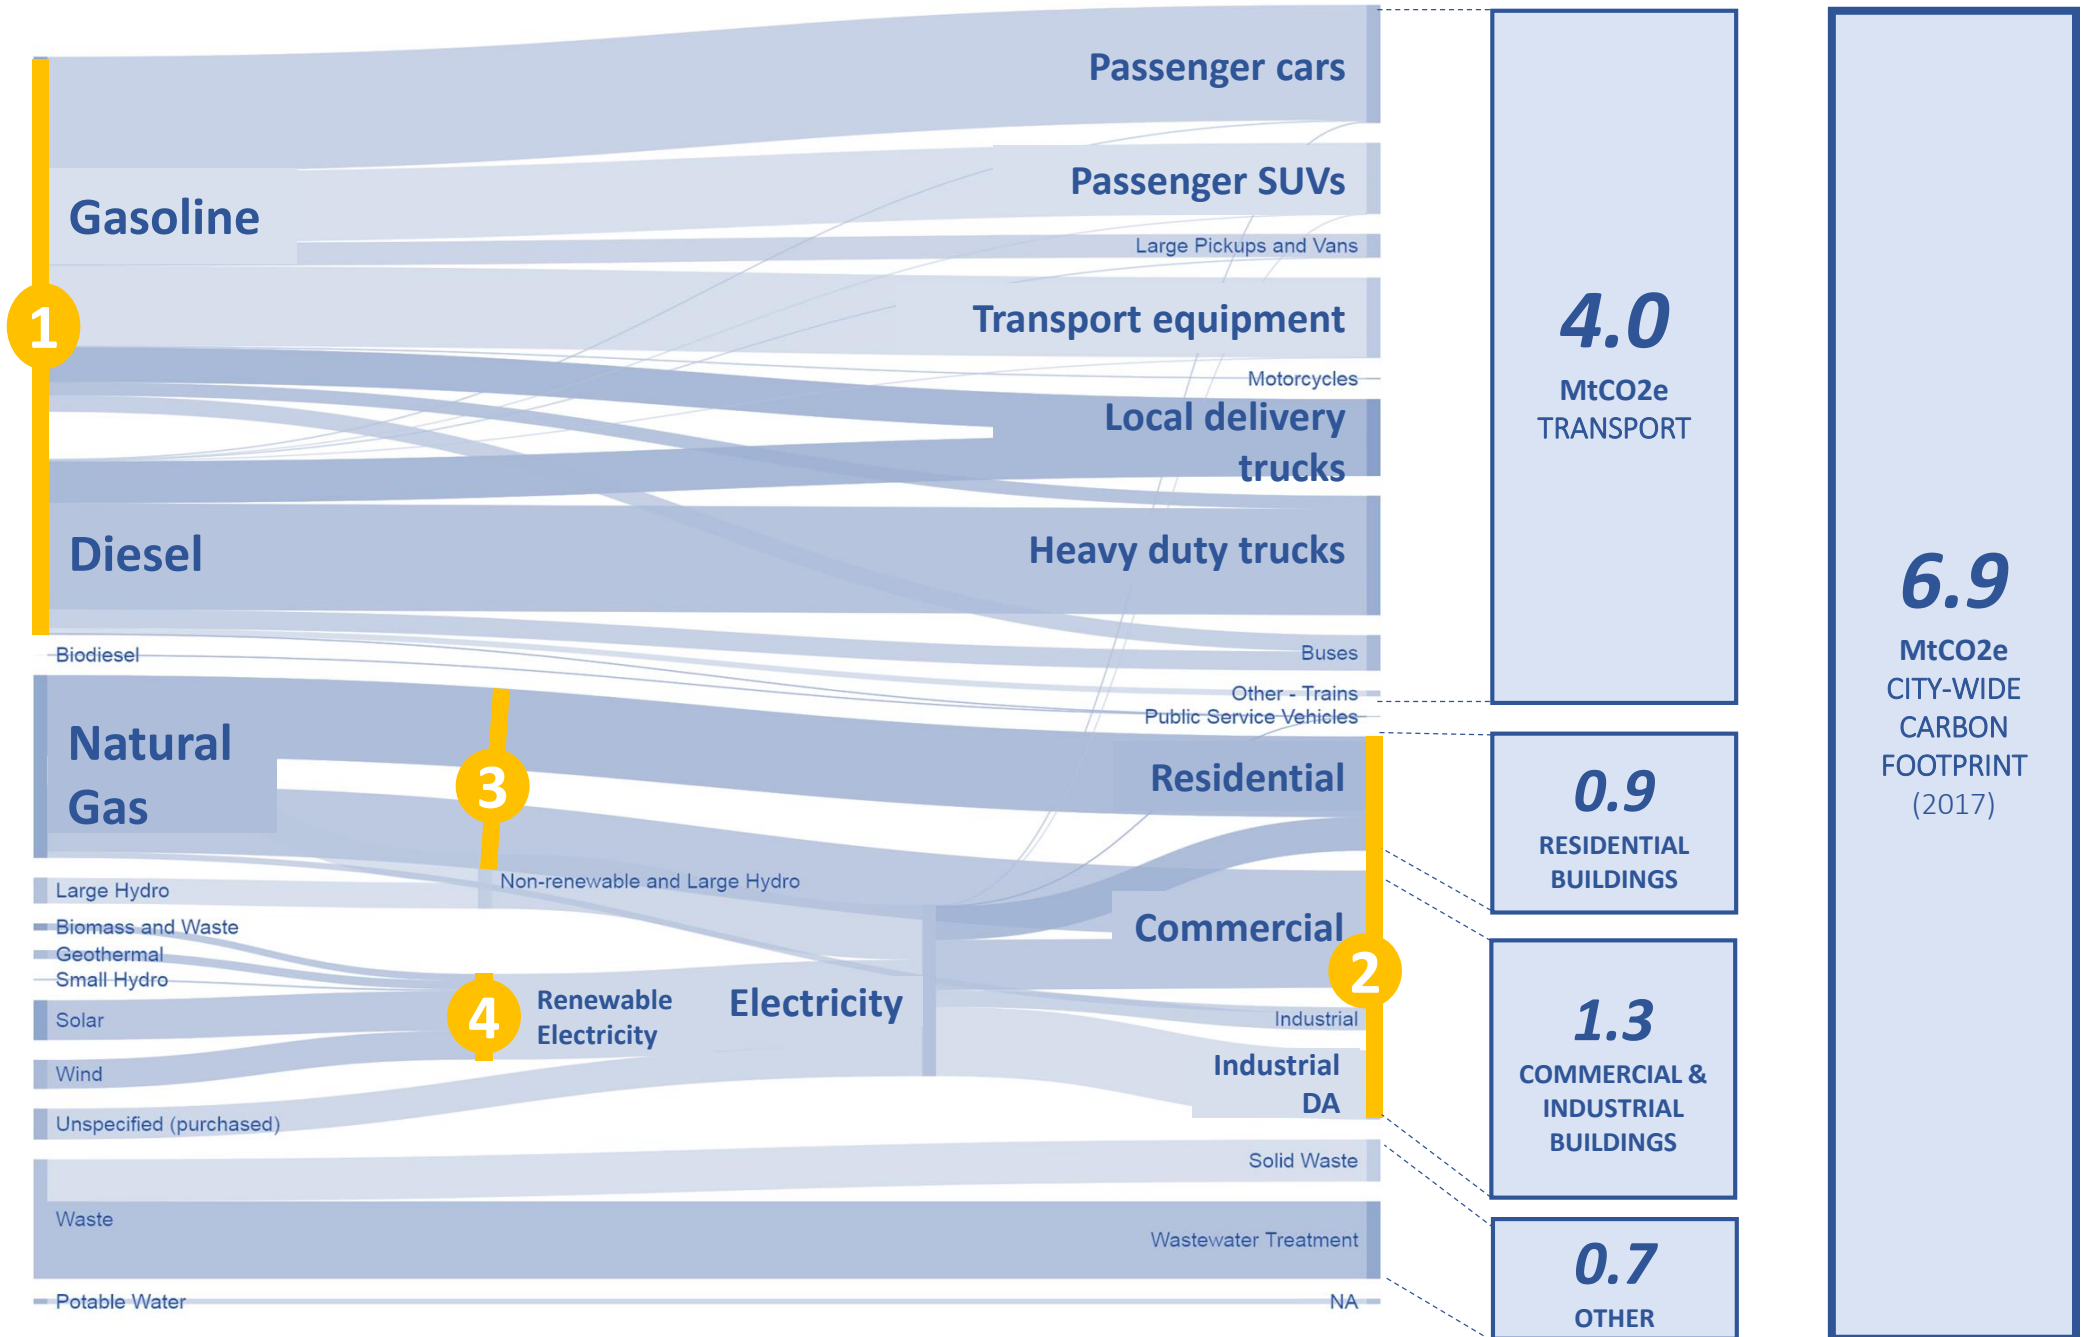 Passenger cars
Gasoline
Passenger SUVs
Large Pickups and Vans
1
Transport equipment
Motorcycles
Local delivery
trucks
Diesel
Heavy duty trucks
Biodiesel
Buses
Other - Trains
Public Service Vehicles
Natural
Gas
3
Residential
Large Hydro
Non-renewable and Large Hydro
Biomass and Waste
Commercial
Geothermal
2
Small Hydro
Solar
4
Renewable
Electricity
Electricity
Industrial
Wind
Industrial
DA
Unspecified (purchased)
Solid Waste
Waste
Wastewater Treatment
Potable Water
NA
4.0
MtCO2e
TRANSPORT
0.9
RESIDENTIAL
BUILDINGS
1.3
COMMERCIAL &
INDUSTRIAL
BUILDINGS
0.7
OTHER
6.9
MtCO2e
CITY-WIDE
CARBON
FOOTPRINT
(2017)